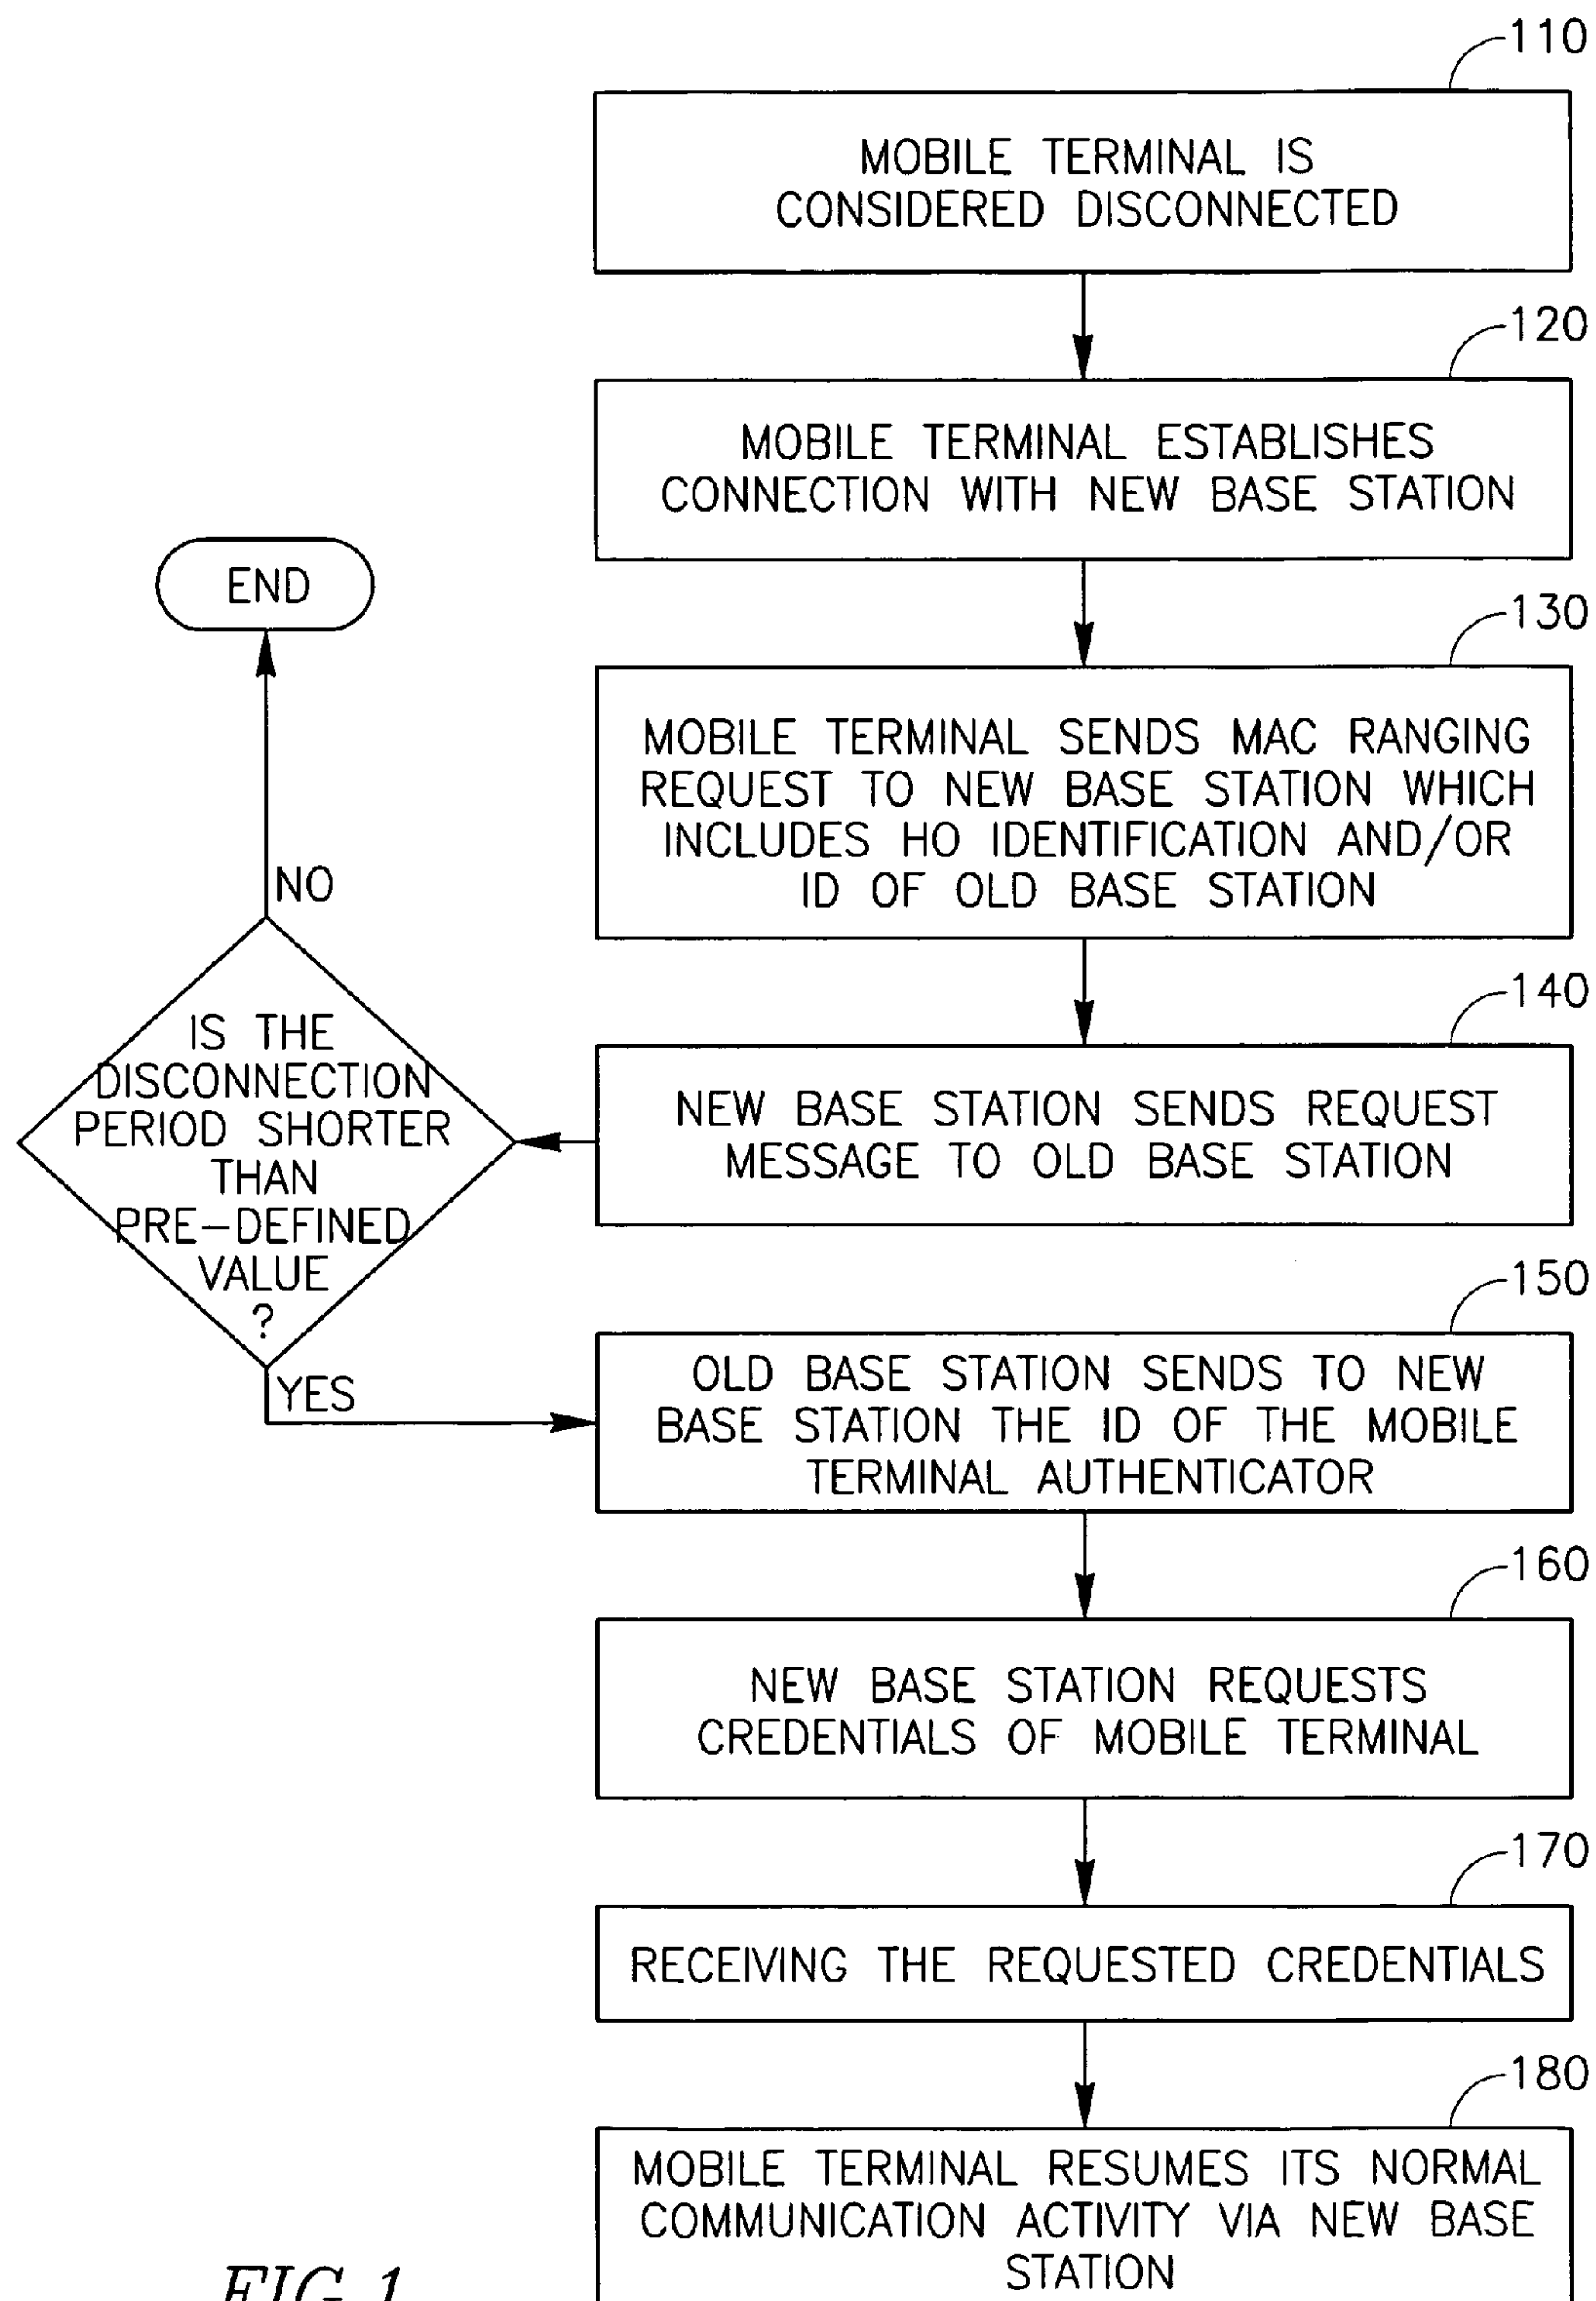 110
MOBILE TERMINAL IS
CONSIDERED DISCONNECTED
120
MOBILE TERMINAL ESTABLISHES
CONNECTION WITH NEW BASE STATION
END
130
MOBILE TERMINAL SENDS MAC RANGING
REQUEST TO NEW BASE STATION WHICH
INCLUDES HO IDENTIFICATION AND/OR
ID OF OLD BASE STATION
NO
140
NEW BASE STATION SENDS REQUEST
MESSAGE TO OLD BASE STATION
IS THE
DISCONNECTION
PERIOD SHORTER
THAN
PRE-DEFINED
VALUE
?
YES
150
OLD BASE STATION SENDS TO NEW
BASE STATION THE ID OF THE MOBILE
TERMINAL AUTHENTICATOR
160
NEW BASE STATION REQUESTS
CREDENTIALS OF MOBILE TERMINAL
170
RECEIVING THE REQUESTED CREDENTIALS
180
MOBILE TERMINAL RESUMES ITS NORMAL
COMMUNICATION ACTIVITY VIA NEW BASE
STATION
FIG.1